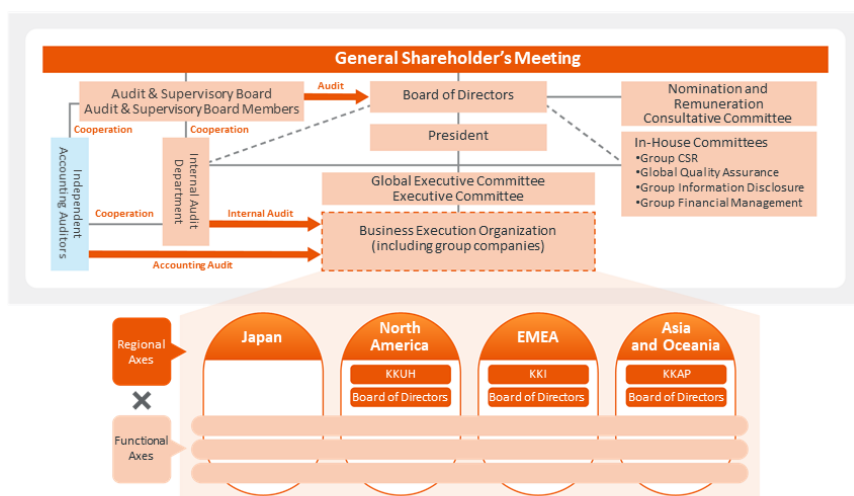 General Shareholder's Meeting
Audit & Supervisory Board
Audit & Supervisory Board Members
Audit
Board of Directors
Nomination and
Remuneration
Consultative Committee
Cooperation
Cooperation
President
Independent
Accounting Auditors
Internal Audit
Department
In-House Committees
•Group CSR
•Global Quality Assurance
•Group Information Disclosure
•Group Financial Management
Global Executive Committee
Executive Committee
Cooperation
Internal Audit
Business Execution Organization
(including group companies)
Accounting Audit
Regional
Axes
Japan
North
America
EMEA
Asia
and Oceania
KKUH
KKI
KKAP
Board of Directors
Board of Directors
Board of Directors
Functional
Axes